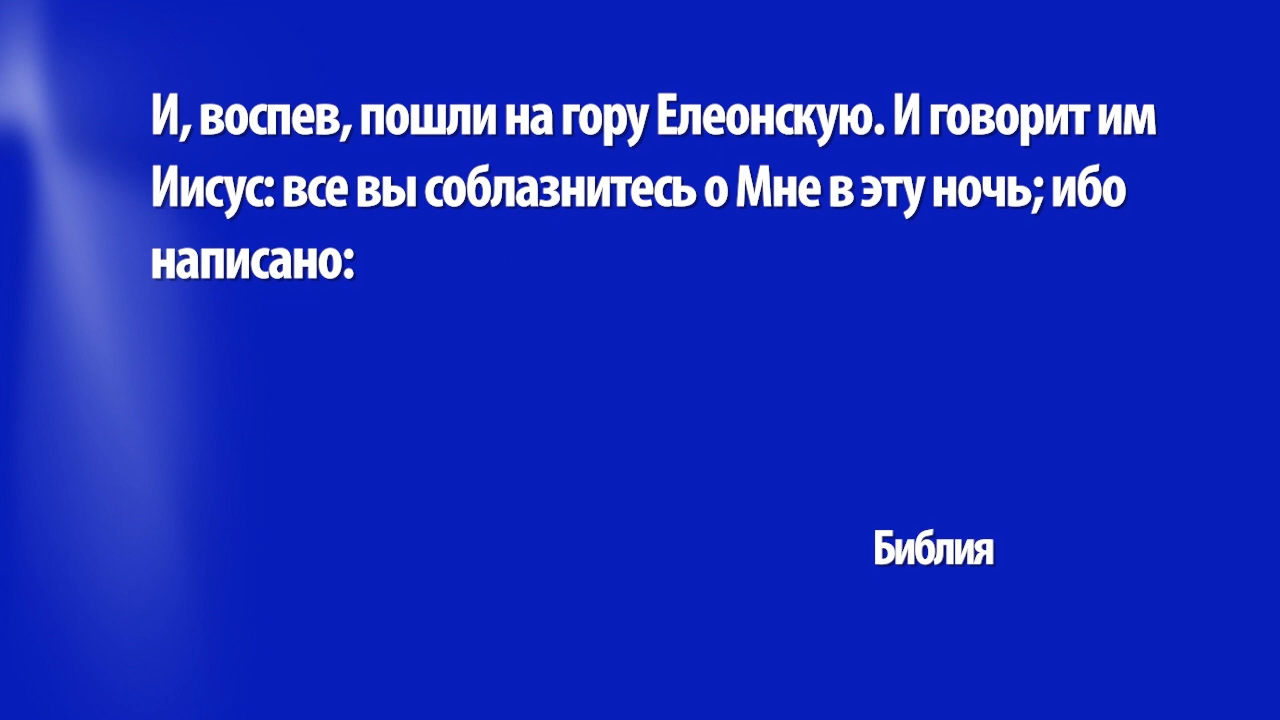 И, воспев, пошли на гору Елеонскую. И говорит им
Иисус: все вы соблазнитесь о Мне в эту ночь; ибо
написано:
Библия